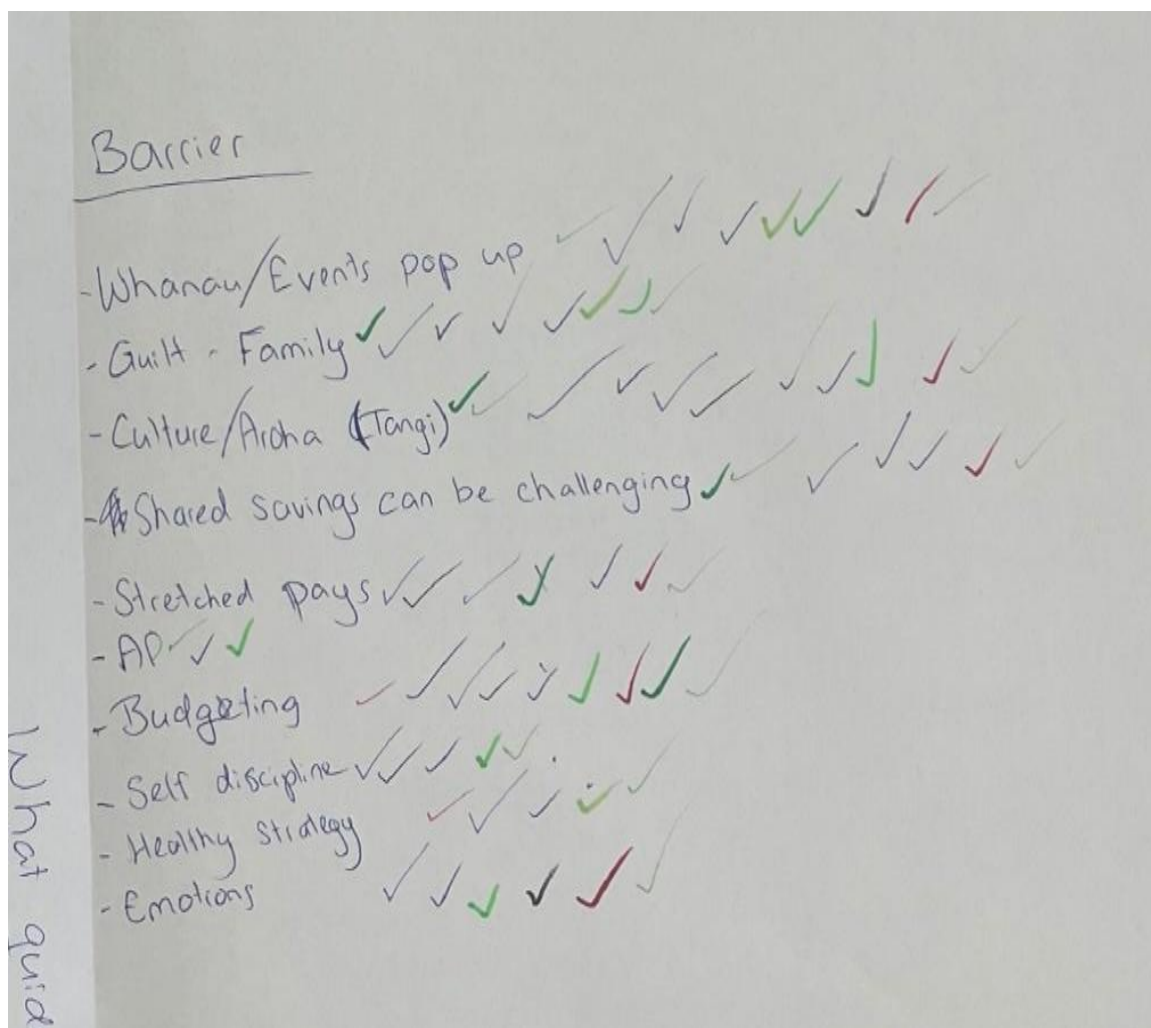 Barrier
- Whanau/Events pop up ✓ ✓ ✓ ✓ ✓ ✓ ✓ ✓ ✓
- Guilt - Family ✓ ✓ ✓ ✓ ✓ ✓ ✓ ✓
- Culture/Aroha (Tangi) ✓ ✓ ✓ ✓ ✓ ✓ ✓ ✓ ✓ ✓ ✓
- Shared savings can be challenging ✓ ✓ ✓ ✓ ✓ ✓ ✓
- Stretched pays ✓ ✓ ✓ ✓ ✓ ✓ ✓
- AP ✓ ✓ ✓
- Budgeting ✓ ✓ ✓ ✓ ✓ ✓ ✓ ✓ ✓
- Self discipline ✓ ✓ ✓ ✓ ✓
- Healthy strategy ✓ ✓ ✓ ✓ ✓
- Emotions ✓ ✓ ✓ ✓ ✓ ✓
What quid